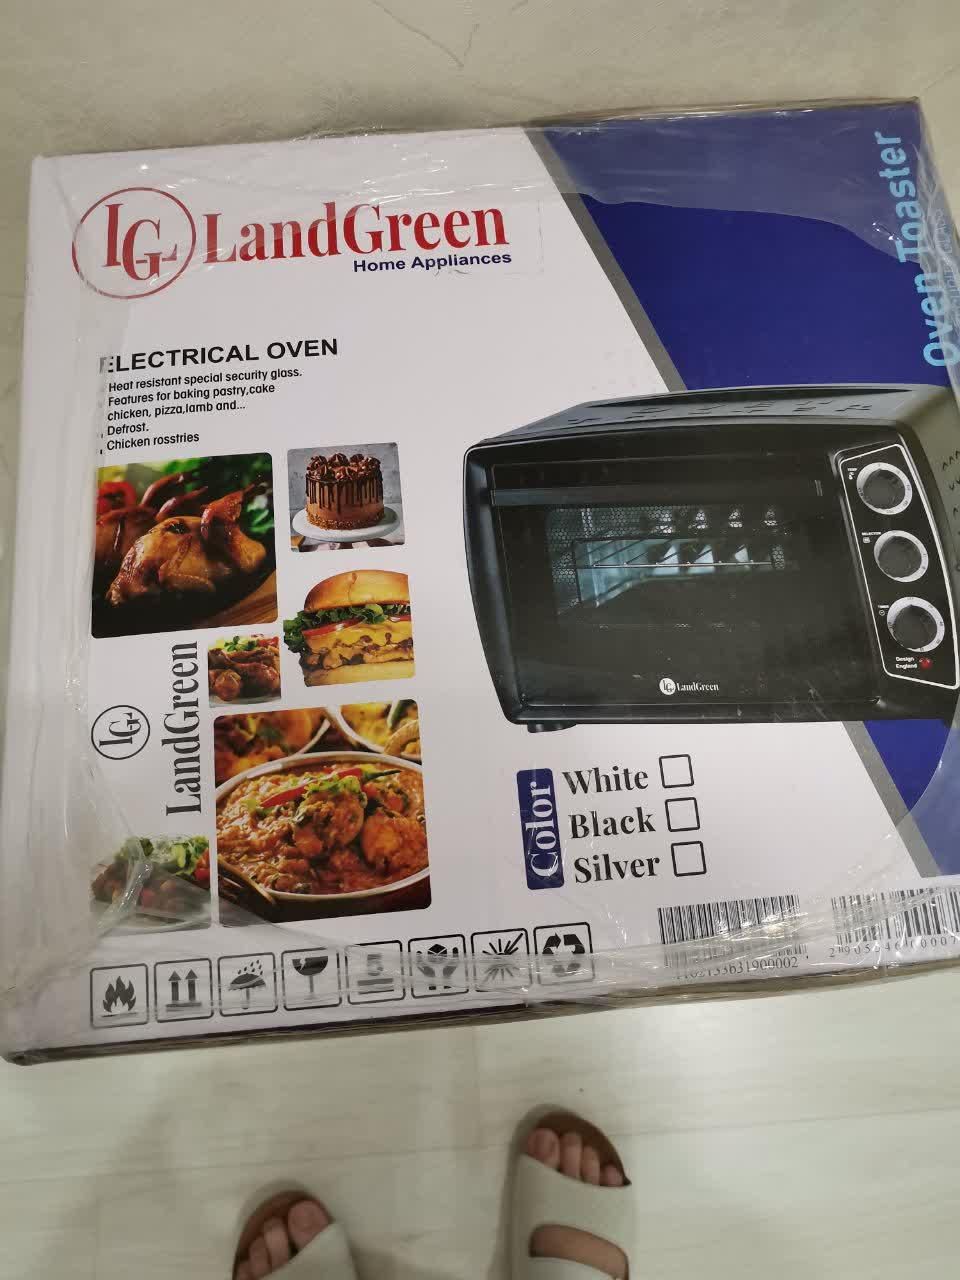 LG
LandGreen
Home Appliances
Oven Toaster
ELECTRICAL OVEN
Heat resistant special security glass.
Features for baking pastry,cake
chicken, pizza,lamb and...
Defrost.
Chicken rosstries
LG LandGreen
LG LandGreen
Design
England
Color
White
Black
Silver